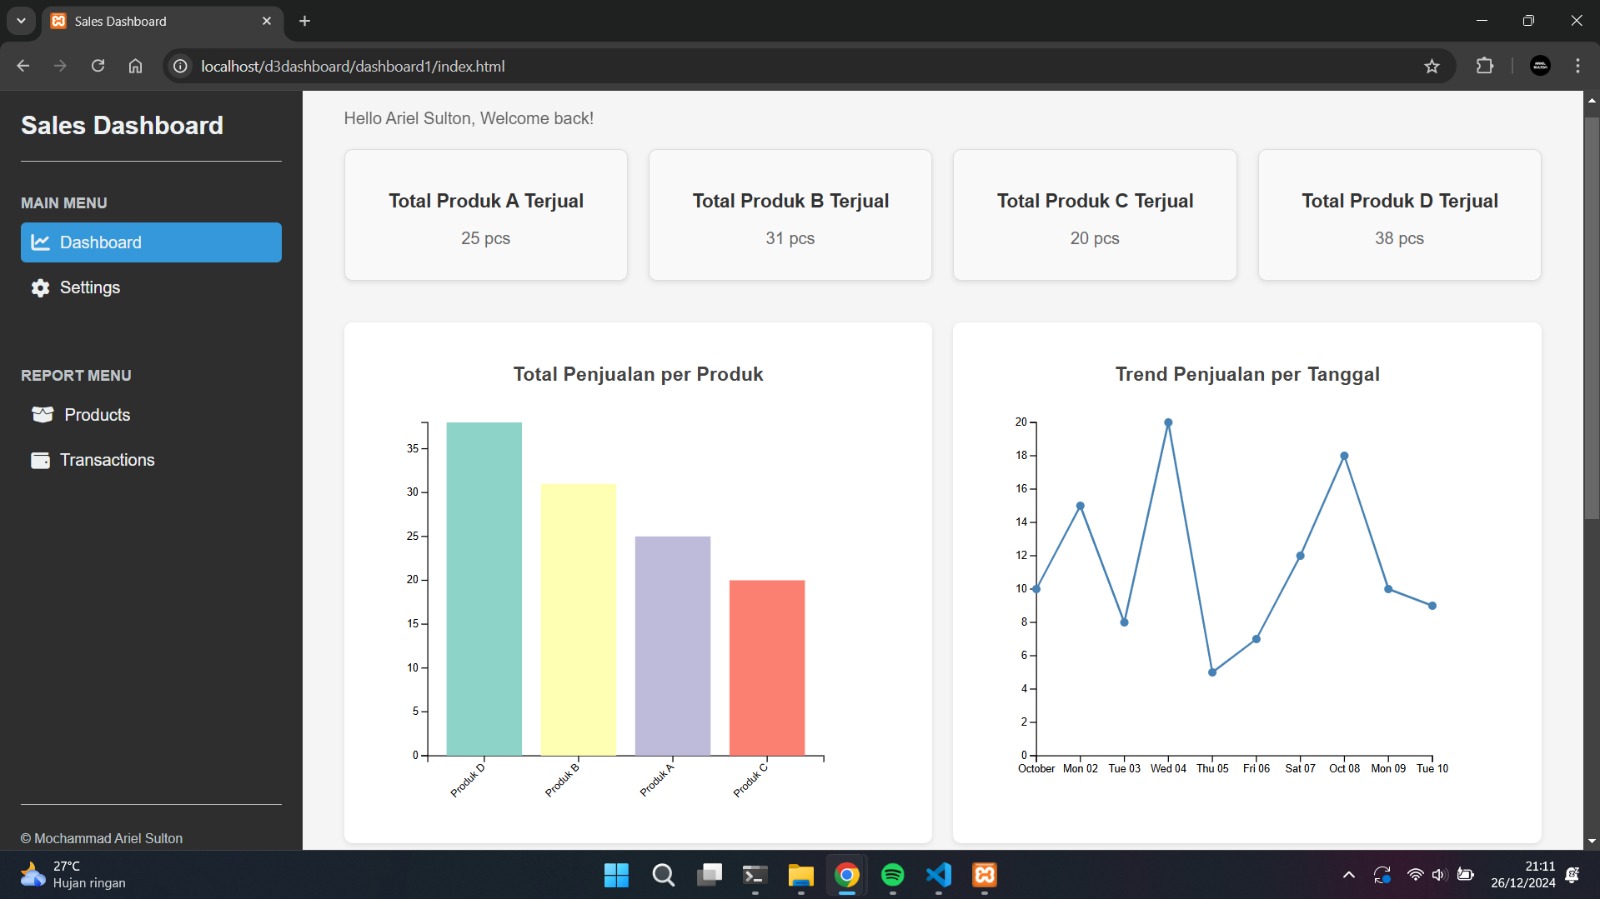 Sales Dashboard
localhost/d3dashboard/dashboard1/index.html
Sales Dashboard
MAIN MENU
Dashboard
Settings
REPORT MENU
Products
Transactions
© Mochammad Ariel Sulton
Hello Ariel Sulton, Welcome back!
Total Produk A Terjual
25 pcs
Total Produk B Terjual
31 pcs
Total Produk C Terjual
20 pcs
Total Produk D Terjual
38 pcs
Total Penjualan per Produk
35
30
25
20
15
10
5
0
Produk D
Produk B
Produk A
Produk C
Trend Penjualan per Tanggal
20
18
16
14
12
10
8
6
4
2
0
October Mon 02 Tue 03 Wed 04 Thu 05 Fri 06 Sat 07 Oct 08 Mon 09 Tue 10
27°C
Hujan ringan
21:11
26/12/2024